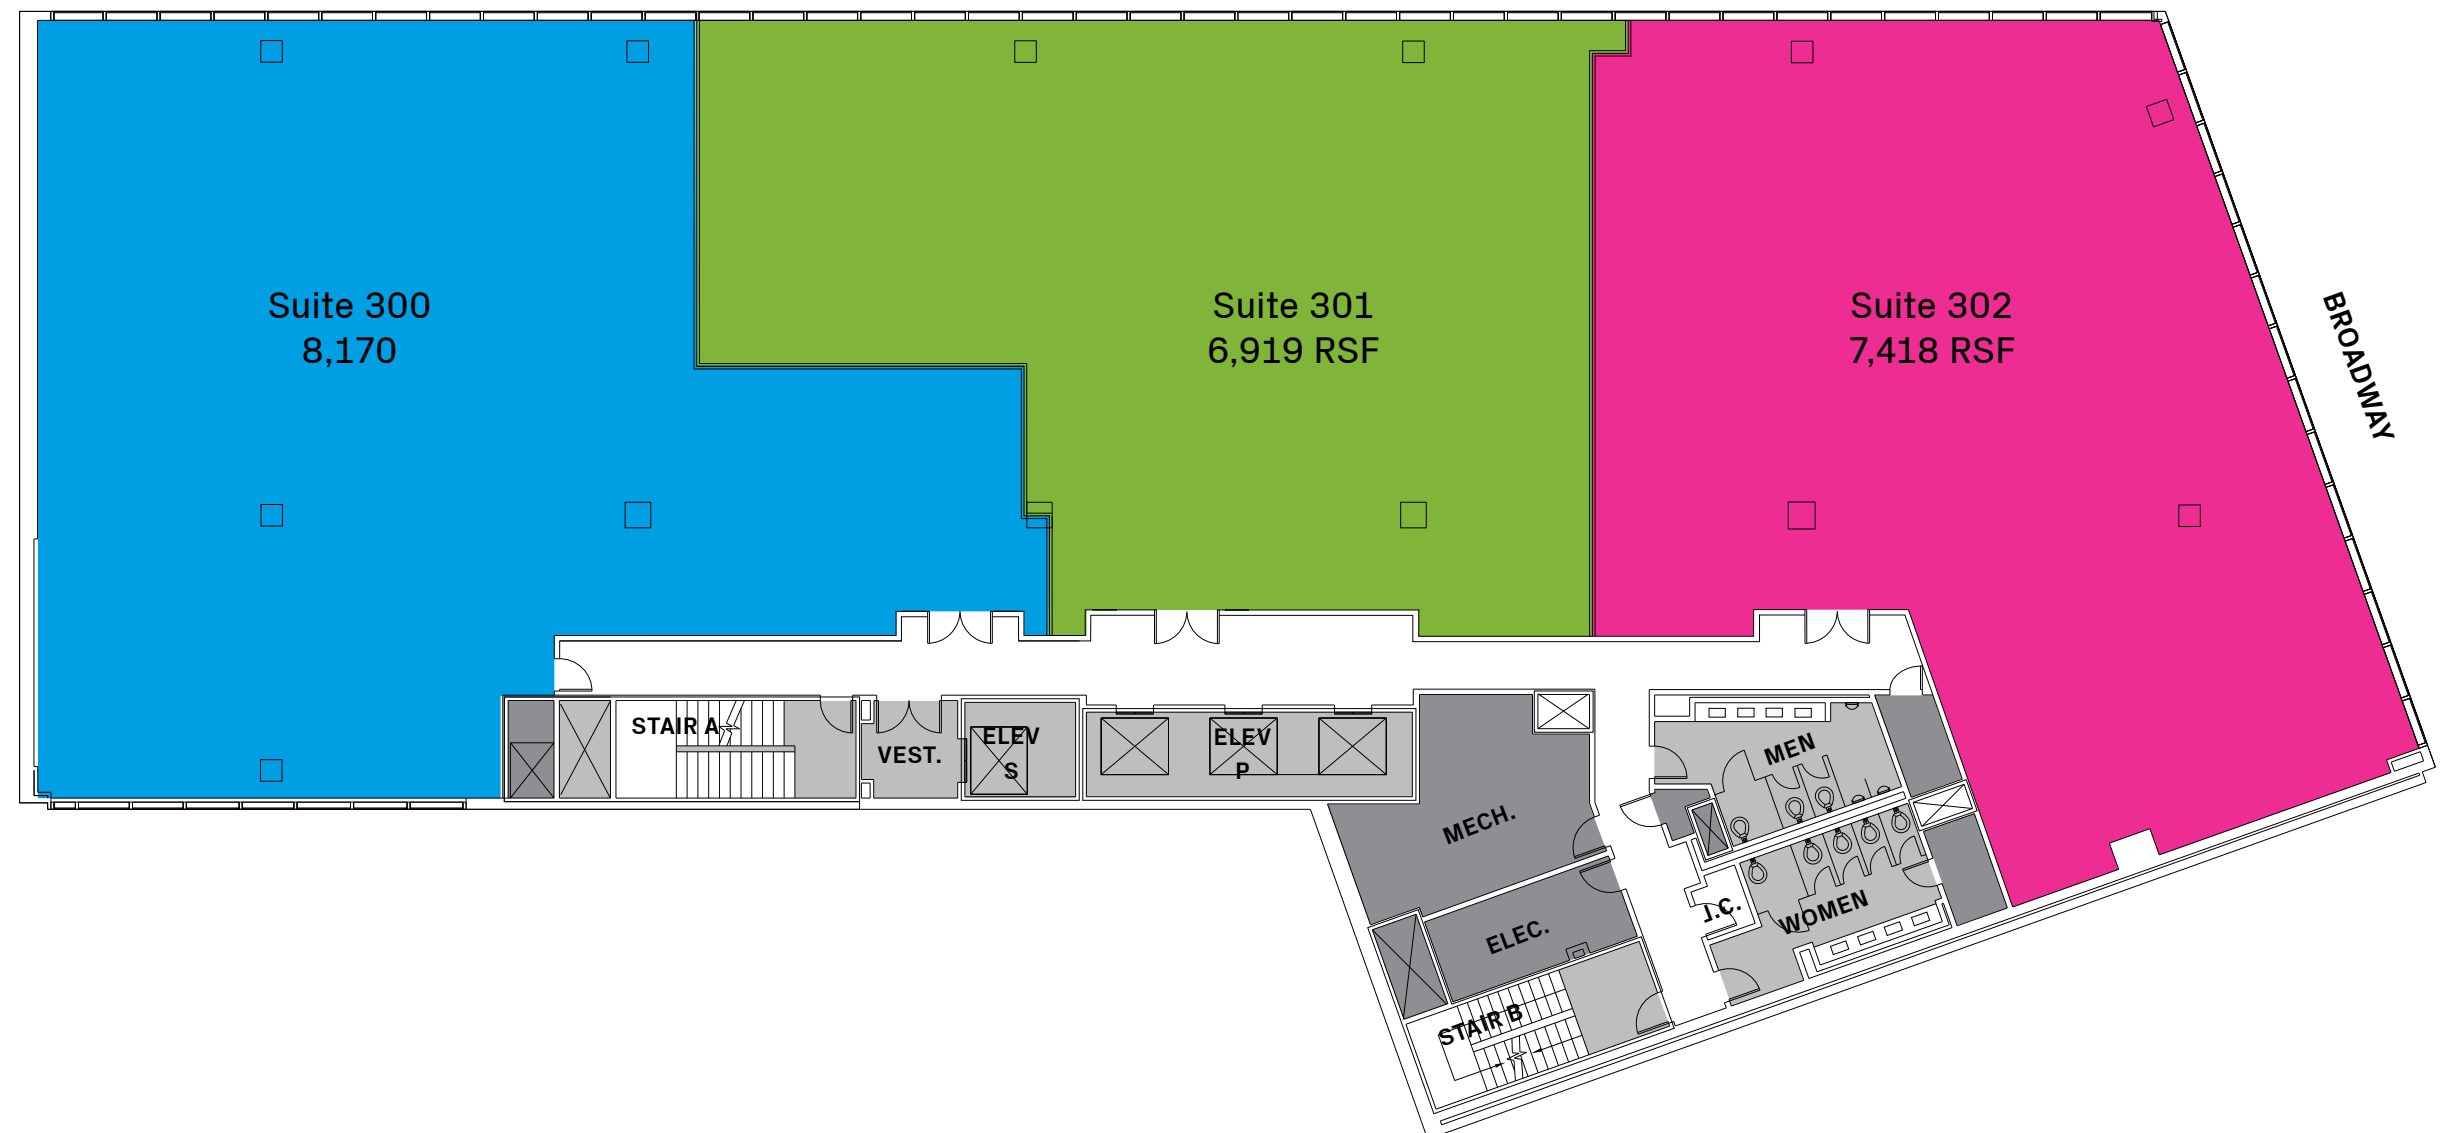 Suite 300
8,170
Suite 301
6,919 RSF
Suite 302
7,418 RSF
BROADWAY
STAIR A
VEST.
ELEV
S
ELEV
P
MECH.
ELEC.
STAIR B
MEN
J.C.
WOMEN